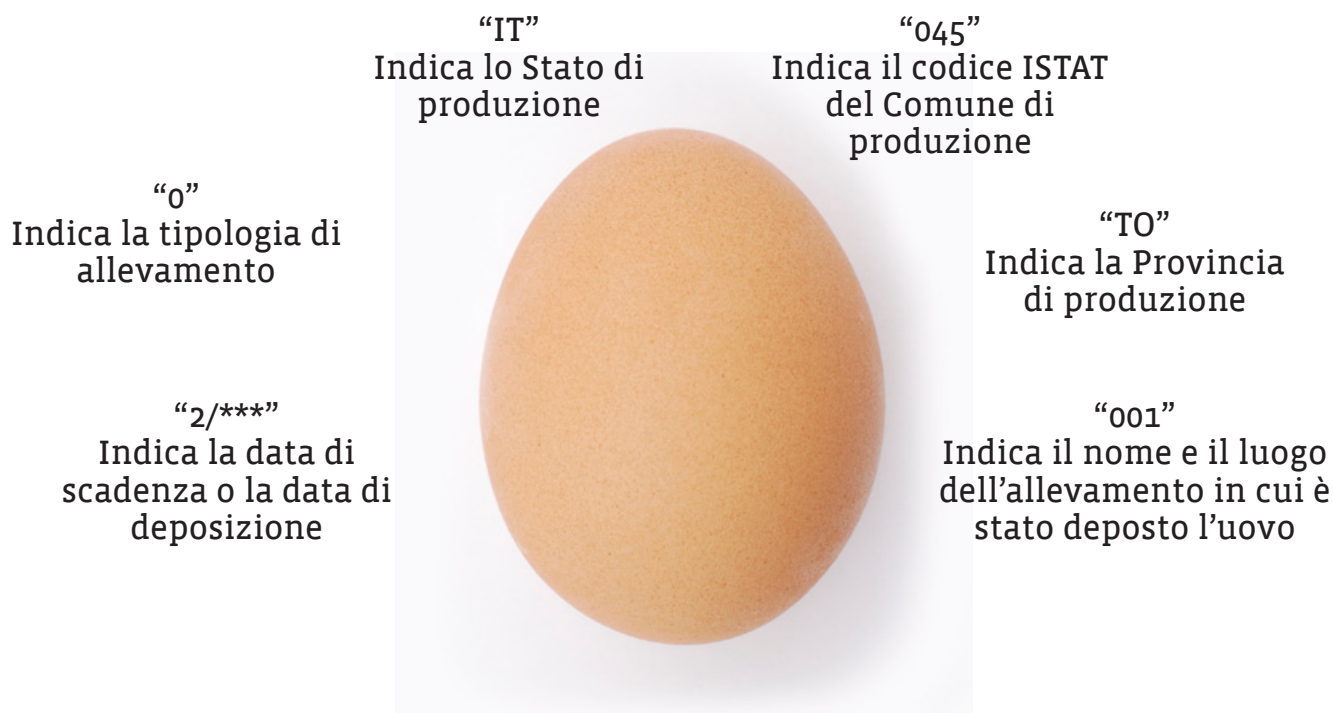 “IT”
Indica lo Stato di
produzione
“045”
Indica il codice ISTAT
del Comune di
produzione
“0”
Indica la tipologia di
allevamento
“TO”
Indica la Provincia
di produzione
“2/***”
Indica la data di
scadenza o la data di
deposizione
“001”
Indica il nome e il luogo
dell’allevamento in cui è
stato deposto l’uovo